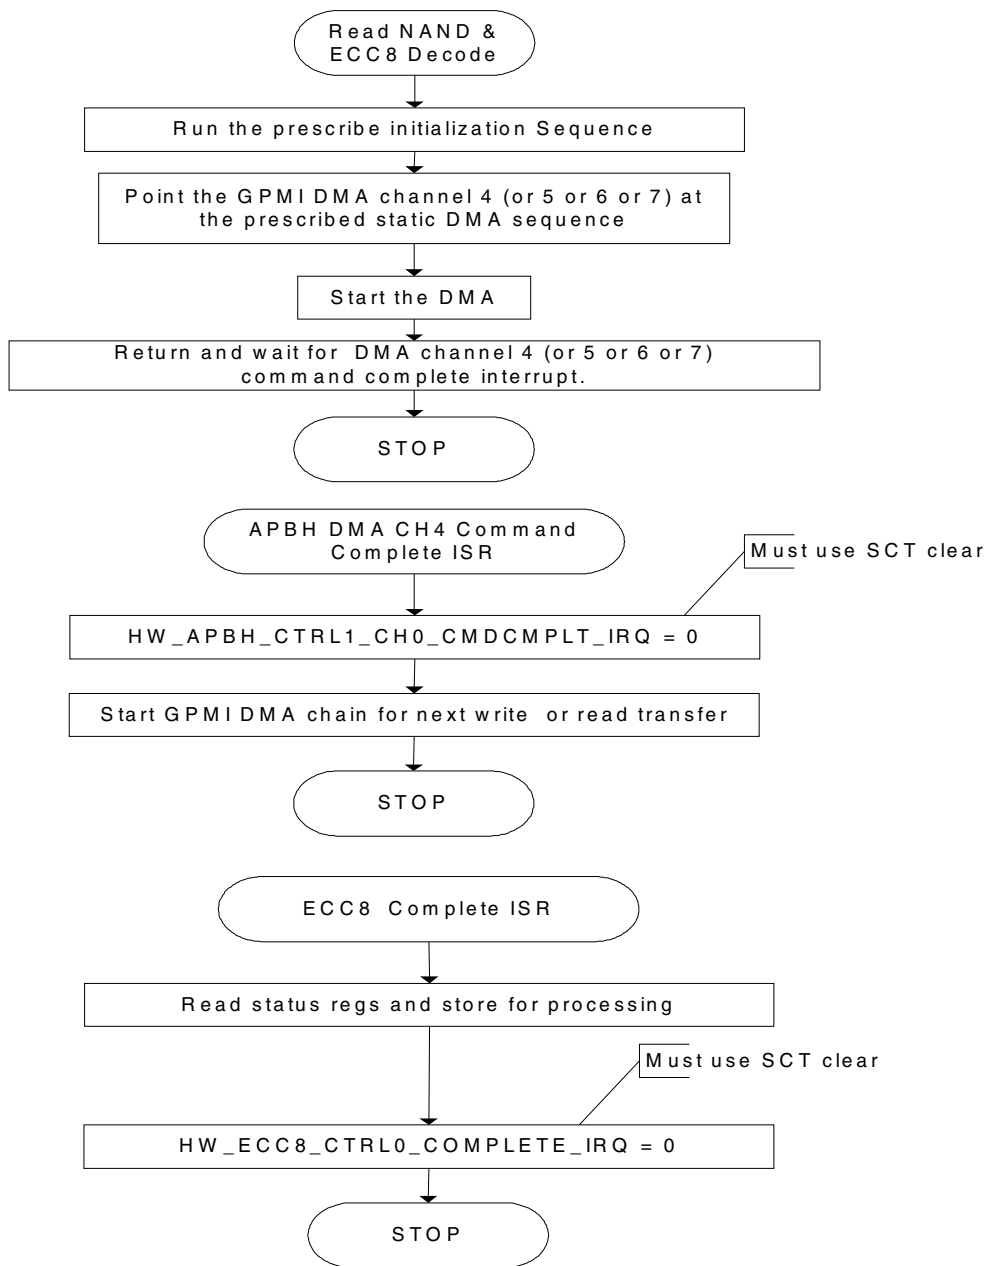 Read NAND &
ECC8 Decode
Run the prescribe initialization Sequence
Point the GPMI DMA channel 4 (or 5 or 6 or 7) at
the prescribed static DMA sequence
Start the DMA
Return and wait for DMA channel 4 (or 5 or 6 or 7)
command complete interrupt.
STOP
APBH DMA CH4 Command
Complete ISR
Must use SCT clear
HW_APBH_CTRL1_CH0_CMDCMPLT_IRQ = 0
Start GPMI DMA chain for next write or read transfer
STOP
ECC8 Complete ISR
Read status regs and store for processing
Must use SCT clear
HW_ECC8_CTRL0_COMPLETE_IRQ = 0
STOP